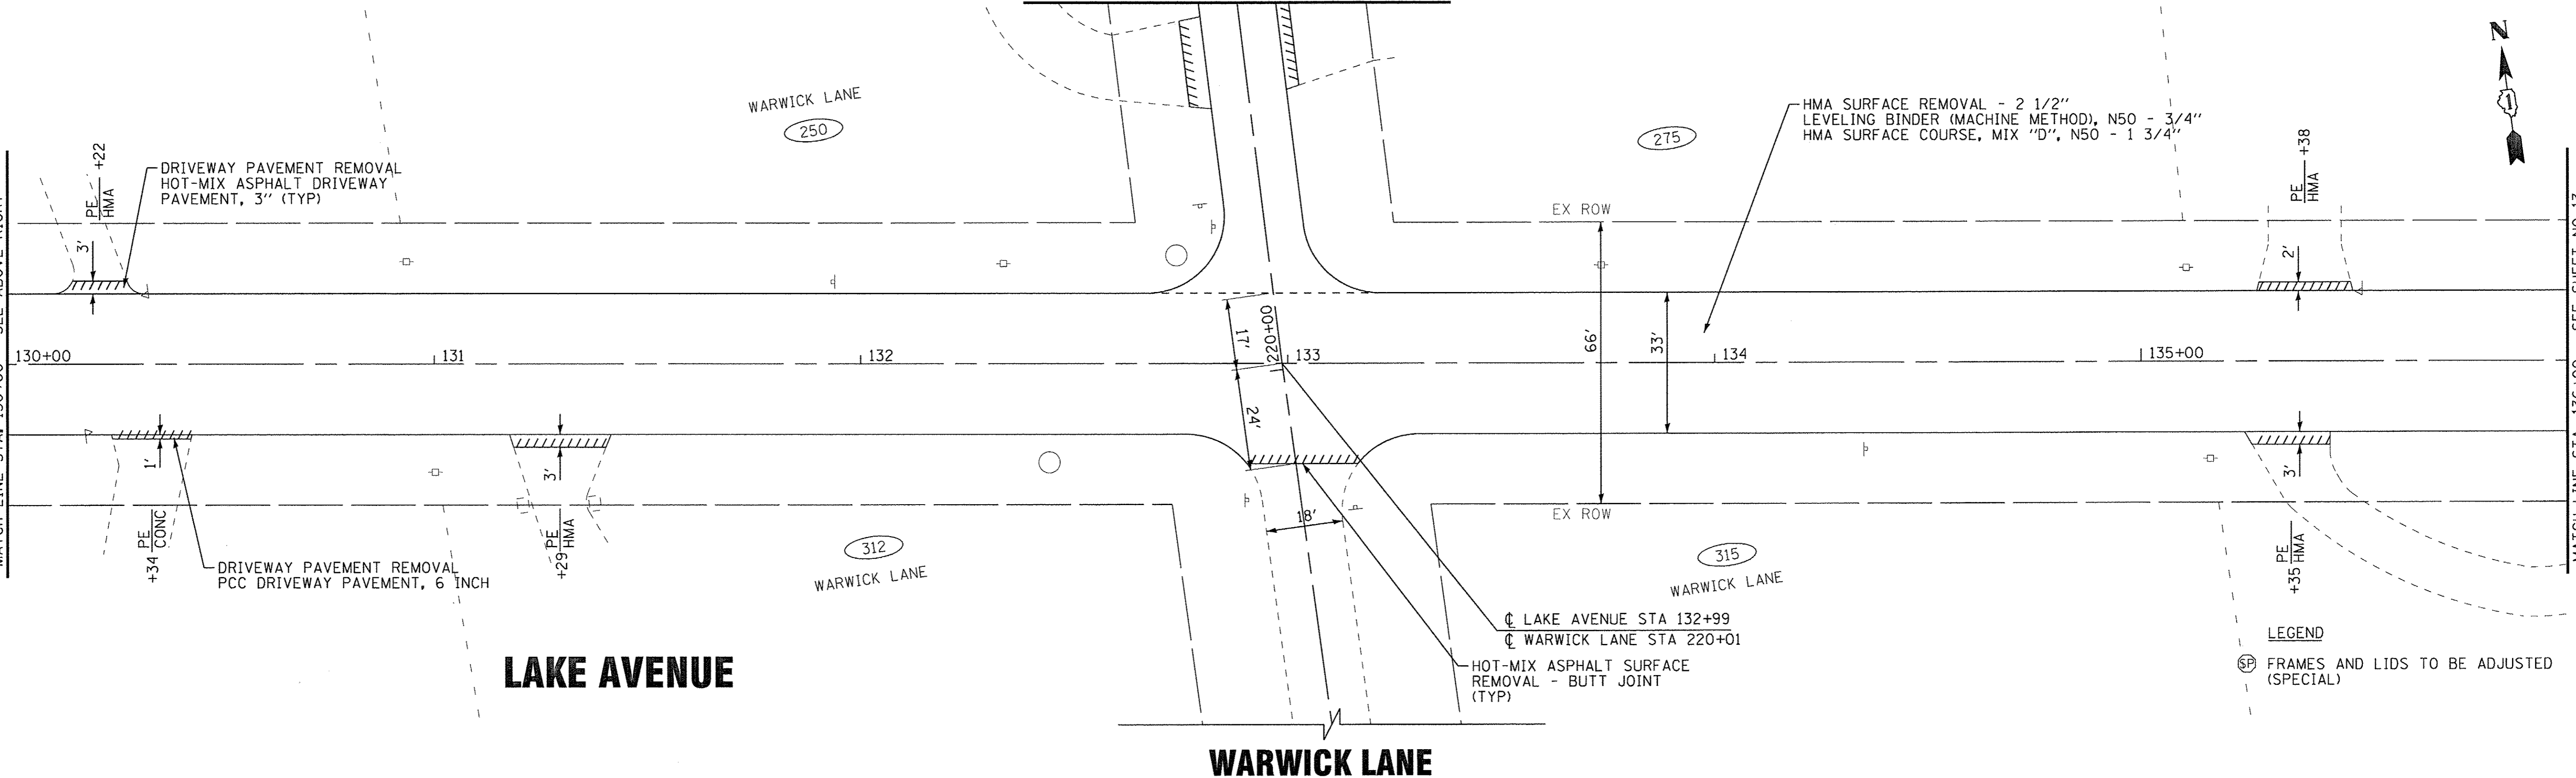 N
1
WARWICK LANE
250
275
HMA SURFACE REMOVAL - 2 1/2"
LEVELING BINDER (MACHINE METHOD), N50 - 3/4"
HMA SURFACE COURSE, MIX "D", N50 - 1 3/4"
+22
PE
HMA
DRIVEWAY PAVEMENT REMOVAL
HOT-MIX ASPHALT DRIVEWAY
PAVEMENT, 3" (TYP)
+38
PE
HMA
EX ROW
3'
2'
17'
220+00
66'
33'
130+00
131
132
133
134
135+00
24'
1'
3'
3'
18'
EX ROW
+34
PE
CONC
+29
PE
HMA
312
WARWICK LANE
315
WARWICK LANE
+35
PE
HMA
DRIVEWAY PAVEMENT REMOVAL
PCC DRIVEWAY PAVEMENT, 6 INCH
℄ LAKE AVENUE STA 132+99
℄ WARWICK LANE STA 220+01
HOT-MIX ASPHALT SURFACE
REMOVAL - BUTT JOINT
(TYP)
LEGEND
SP FRAMES AND LIDS TO BE ADJUSTED
(SPECIAL)
LAKE AVENUE
WARWICK LANE